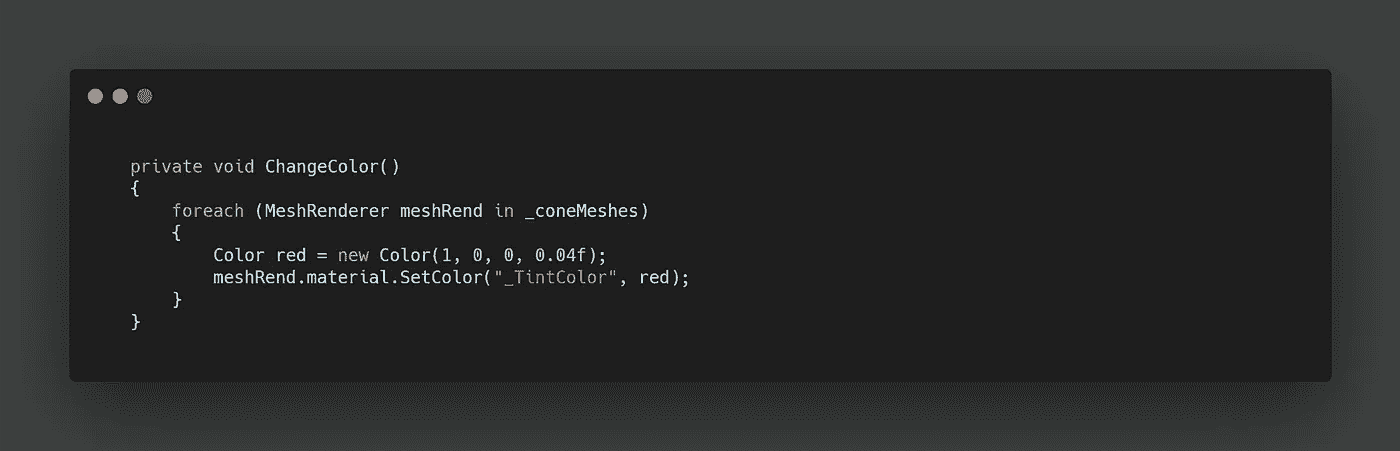 private void ChangeColor()
{
    foreach (MeshRenderer meshRend in _coneMeshes)
    {
        Color red = new Color(1, 0, 0, 0.04f);
        meshRend.material.SetColor("_TintColor", red);
    }
}